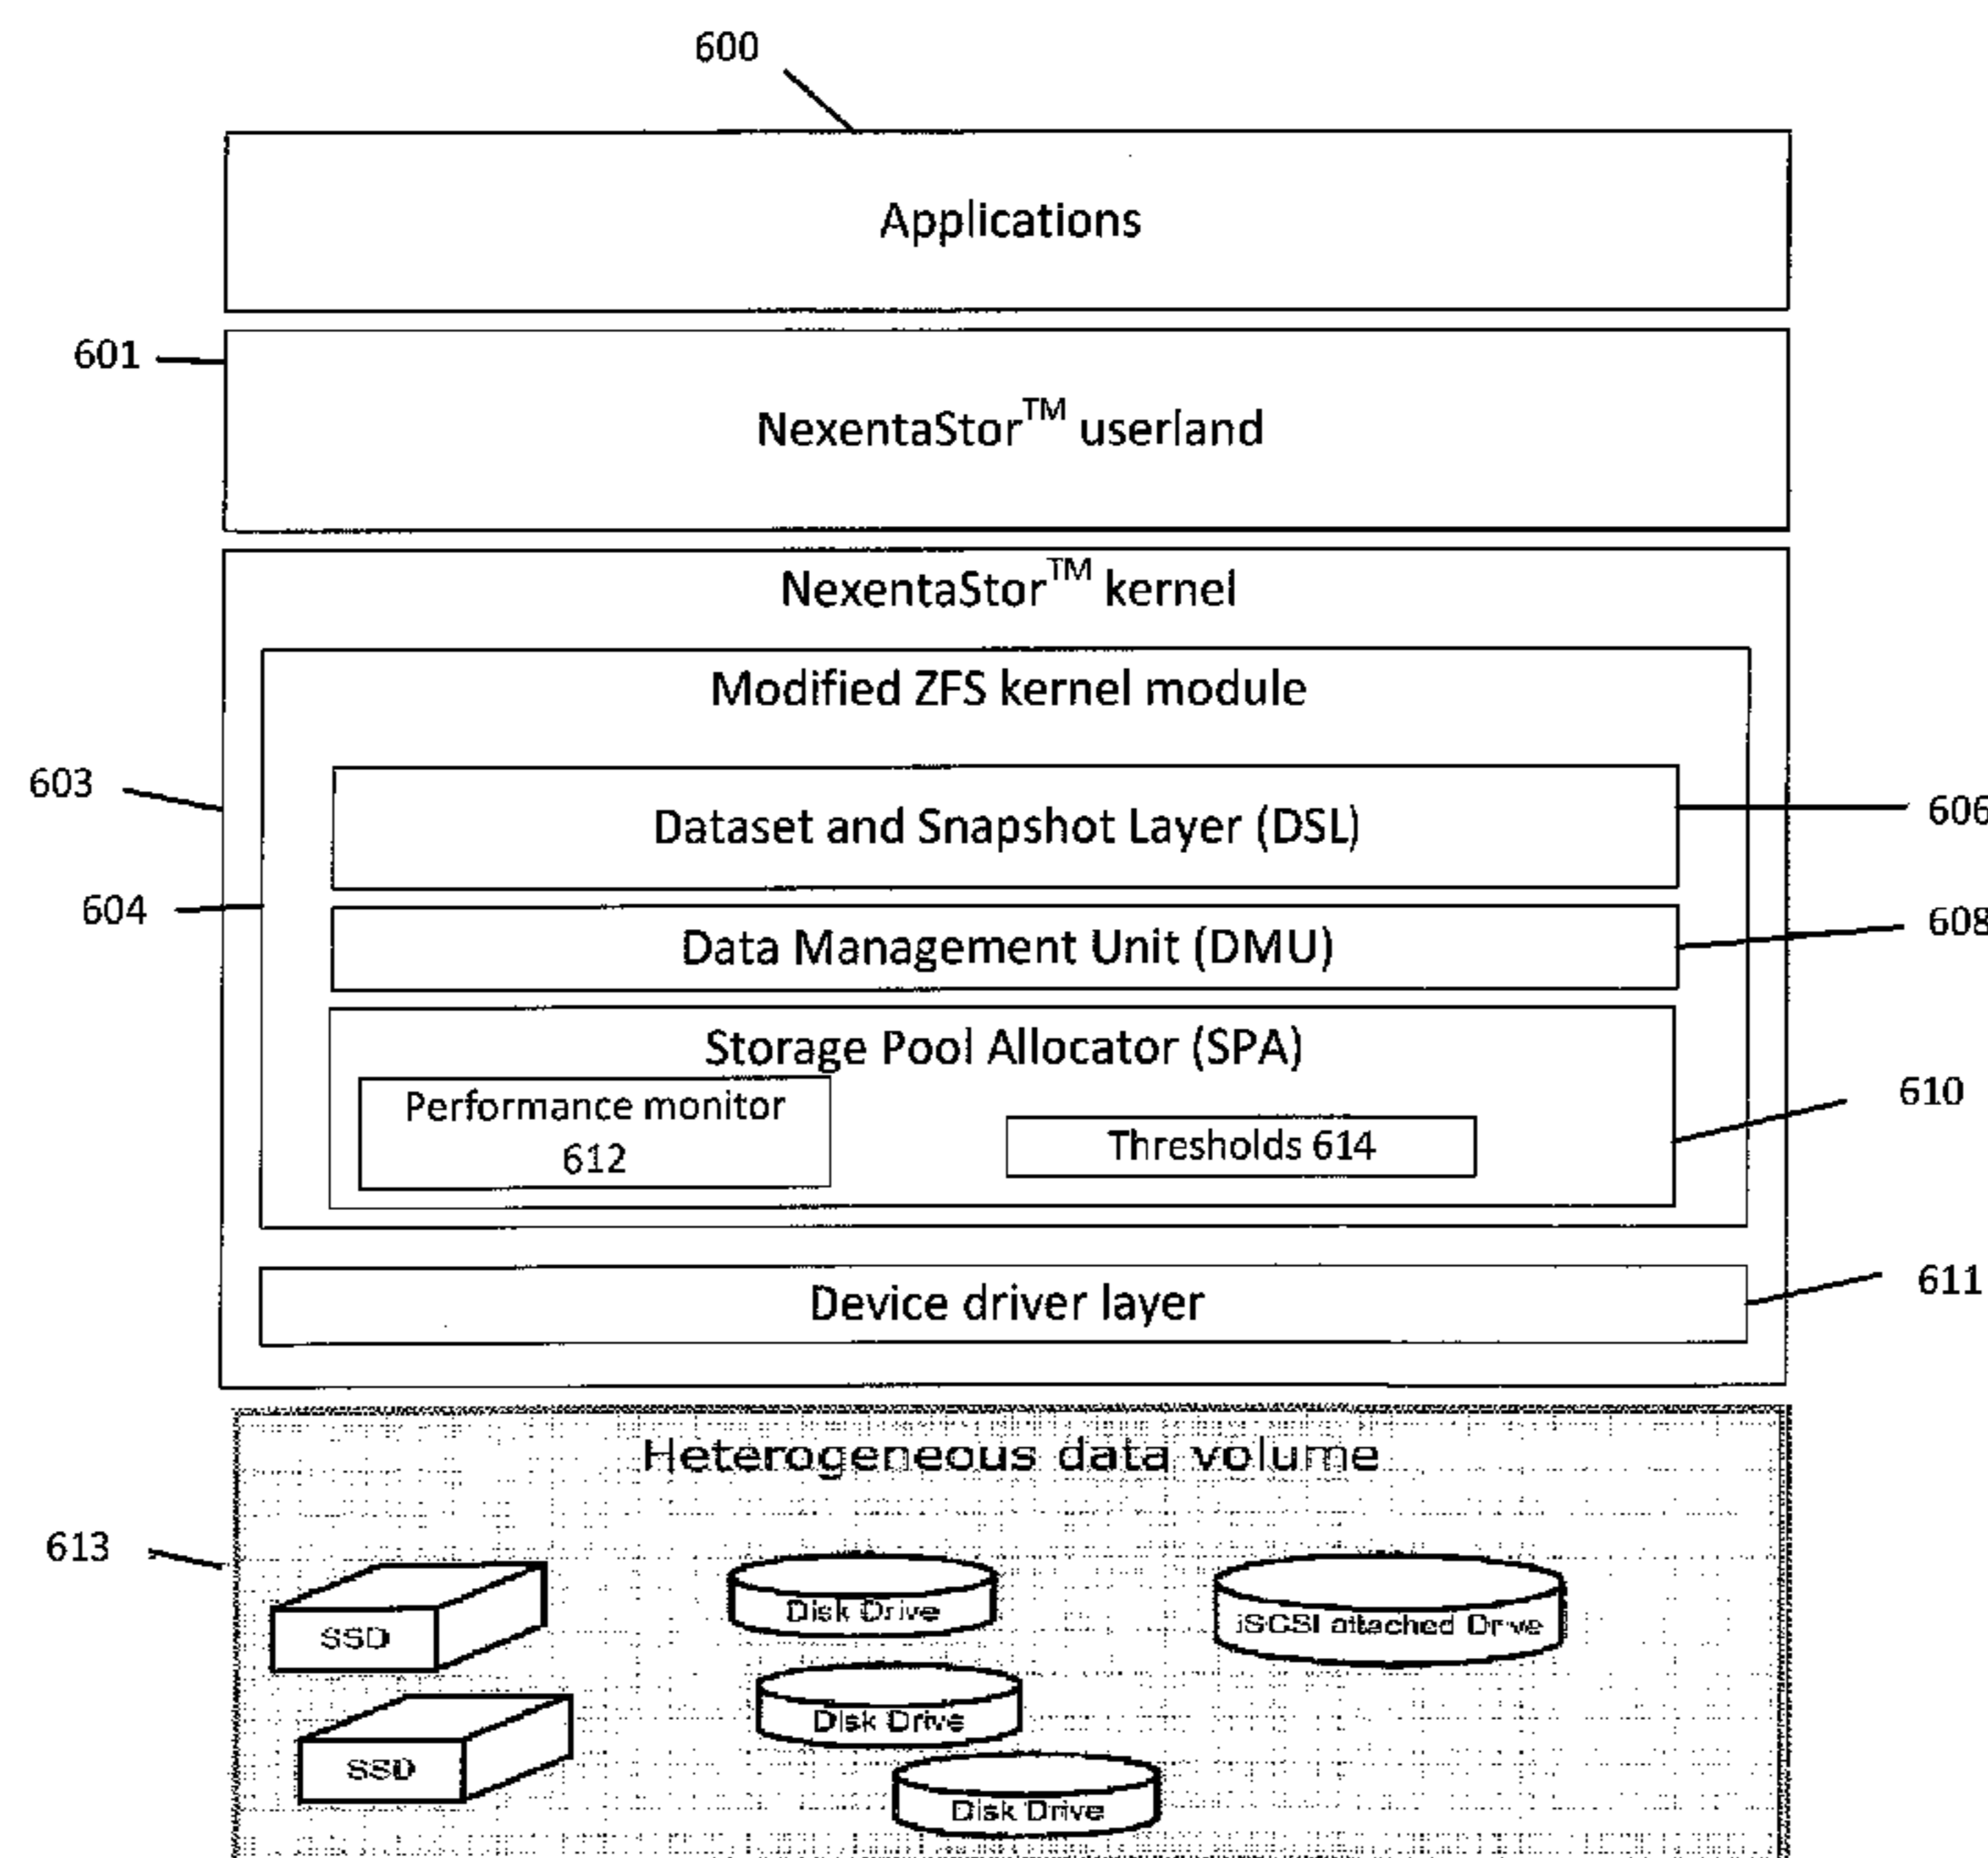 600
Applications
601
NexentaStor™ userland
NexentaStor™ kernel
Modified ZFS kernel module
603
Dataset and Snapshot Layer (DSL)
606
604
Data Management Unit (DMU)
608
Storage Pool Allocator (SPA)
Performance monitor
612
Thresholds 614
610
Device driver layer
611
Heterogeneous data volume
613
SSD
Disk Drive
iSCSI attached Drive
Disk Drive
SSD
Disk Drive